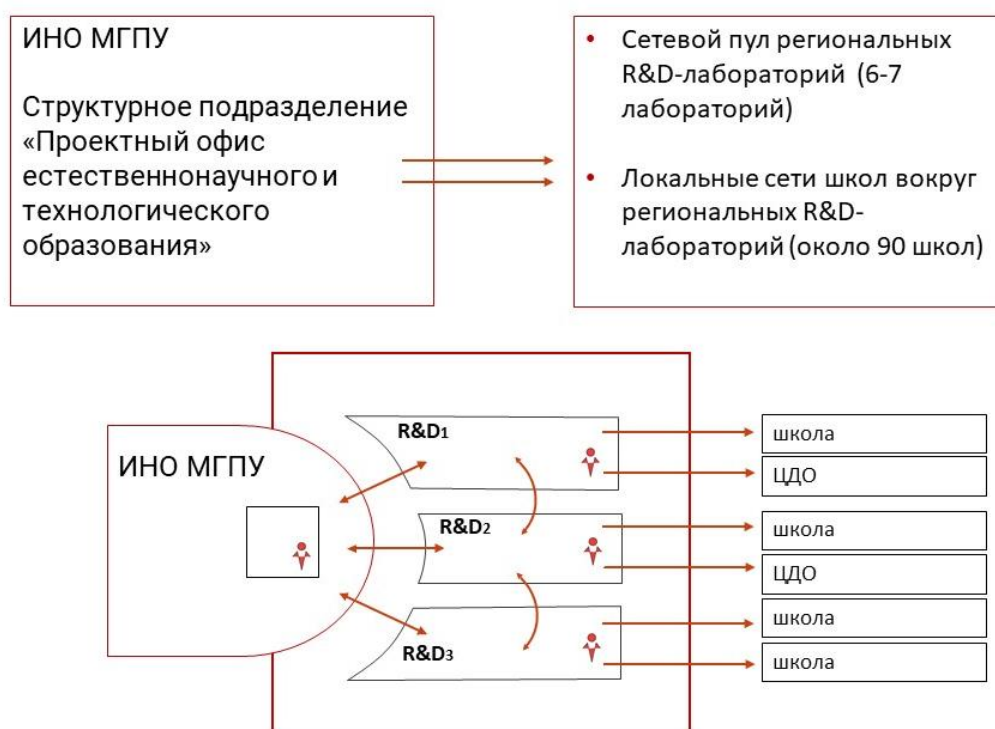 ИНО МГПУ
Структурное подразделение
«Проектный офис
естественнонаучного и
технологического
образования»
• Сетевой пул региональных
R&D-лабораторий (6-7
лабораторий)
• Локальные сети школ вокруг
региональных R&D-
лабораторий (около 90 школ)
ИНО МГПУ
R&D1
R&D2
R&D3
школа
ЦДО
школа
ЦДО
школа
школа